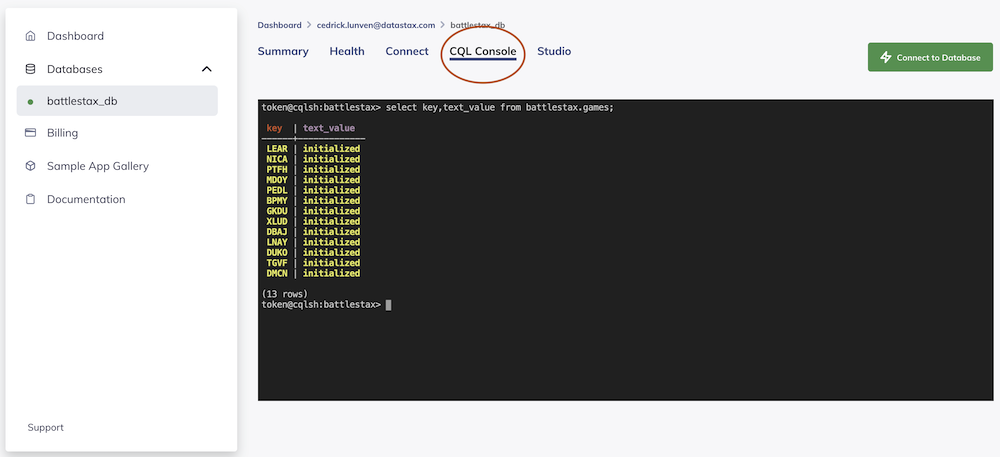 Dashboard
Databases
battlestax_db
Billing
Sample App Gallery
Documentation
Support
Dashboard > cedrick.lunven@datastax.com > battlestax_db
Summary Health Connect CQL Console Studio
Connect to Database
token@cqlsh:battlestax> select key,text_value from battlestax.games;
key | text_value
------+-------------
LEAR | initialized
NICA | initialized
PTFH | initialized
MDOY | initialized
PEDL | initialized
BPMY | initialized
GKDU | initialized
XLUD | initialized
DBAJ | initialized
LNAY | initialized
DUKO | initialized
TGVF | initialized
DMCN | initialized
(13 rows)
token@cqlsh:battlestax>